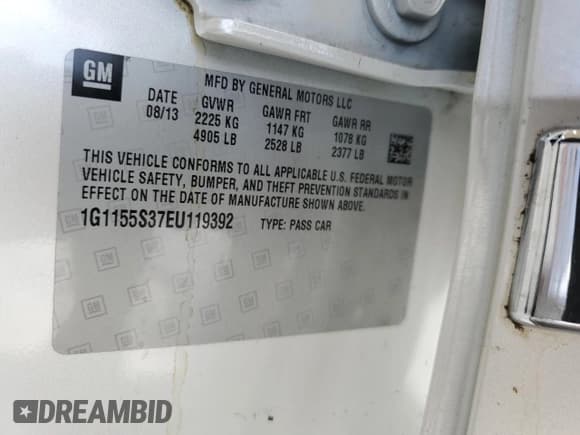 GM
MFD BY GENERAL MOTORS LLC
DATE GVWR GAWR FRT GAWR RR
08/13 2225 KG 1147 KG 1078 KG
4905 LB 2528 LB 2377 LB
THIS VEHICLE CONFORMS TO ALL APPLICABLE U.S. FEDERAL MOTOR
VEHICLE SAFETY, BUMPER, AND THEFT PREVENTION STANDARDS IN
EFFECT ON THE DATE OF MANUFACTURE SHOWN ABOVE.
1G1155S37EU119392 TYPE: PASS CAR
#DREAMBID